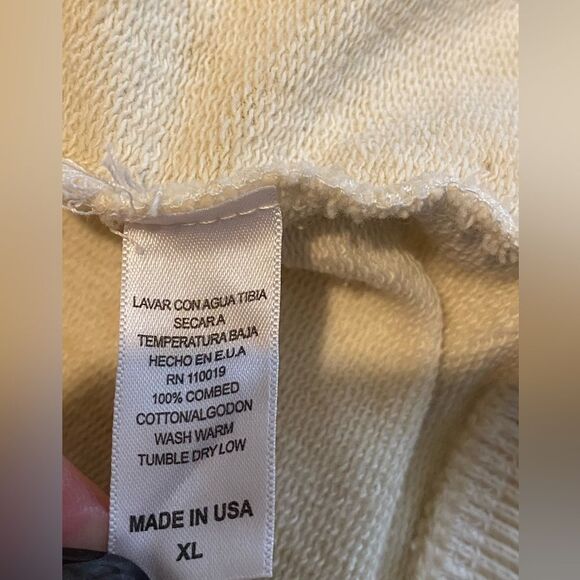 LAVAR CON AGUA TIBIA
SECAR A
TEMPERATURA BAJA
HECHO EN E.U.A
RN 110019
100% COMBED
COTTON/ALGODON
WASH WARM
TUMBLE DRY LOW
MADE IN USA
XL